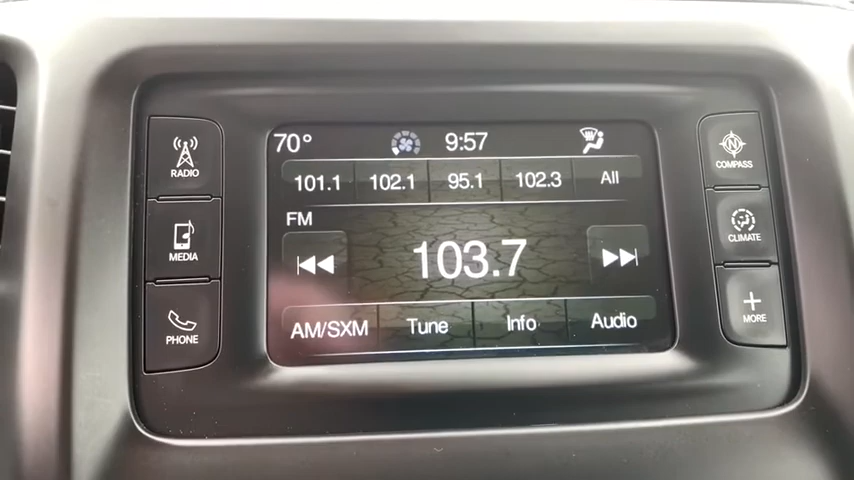 70° 9:57
101.1 102.1 95.1 102.3 All
FM
103.7
AM/SXM Tune Info Audio
RADIO
MEDIA
PHONE
N
COMPASS
CLIMATE
MORE